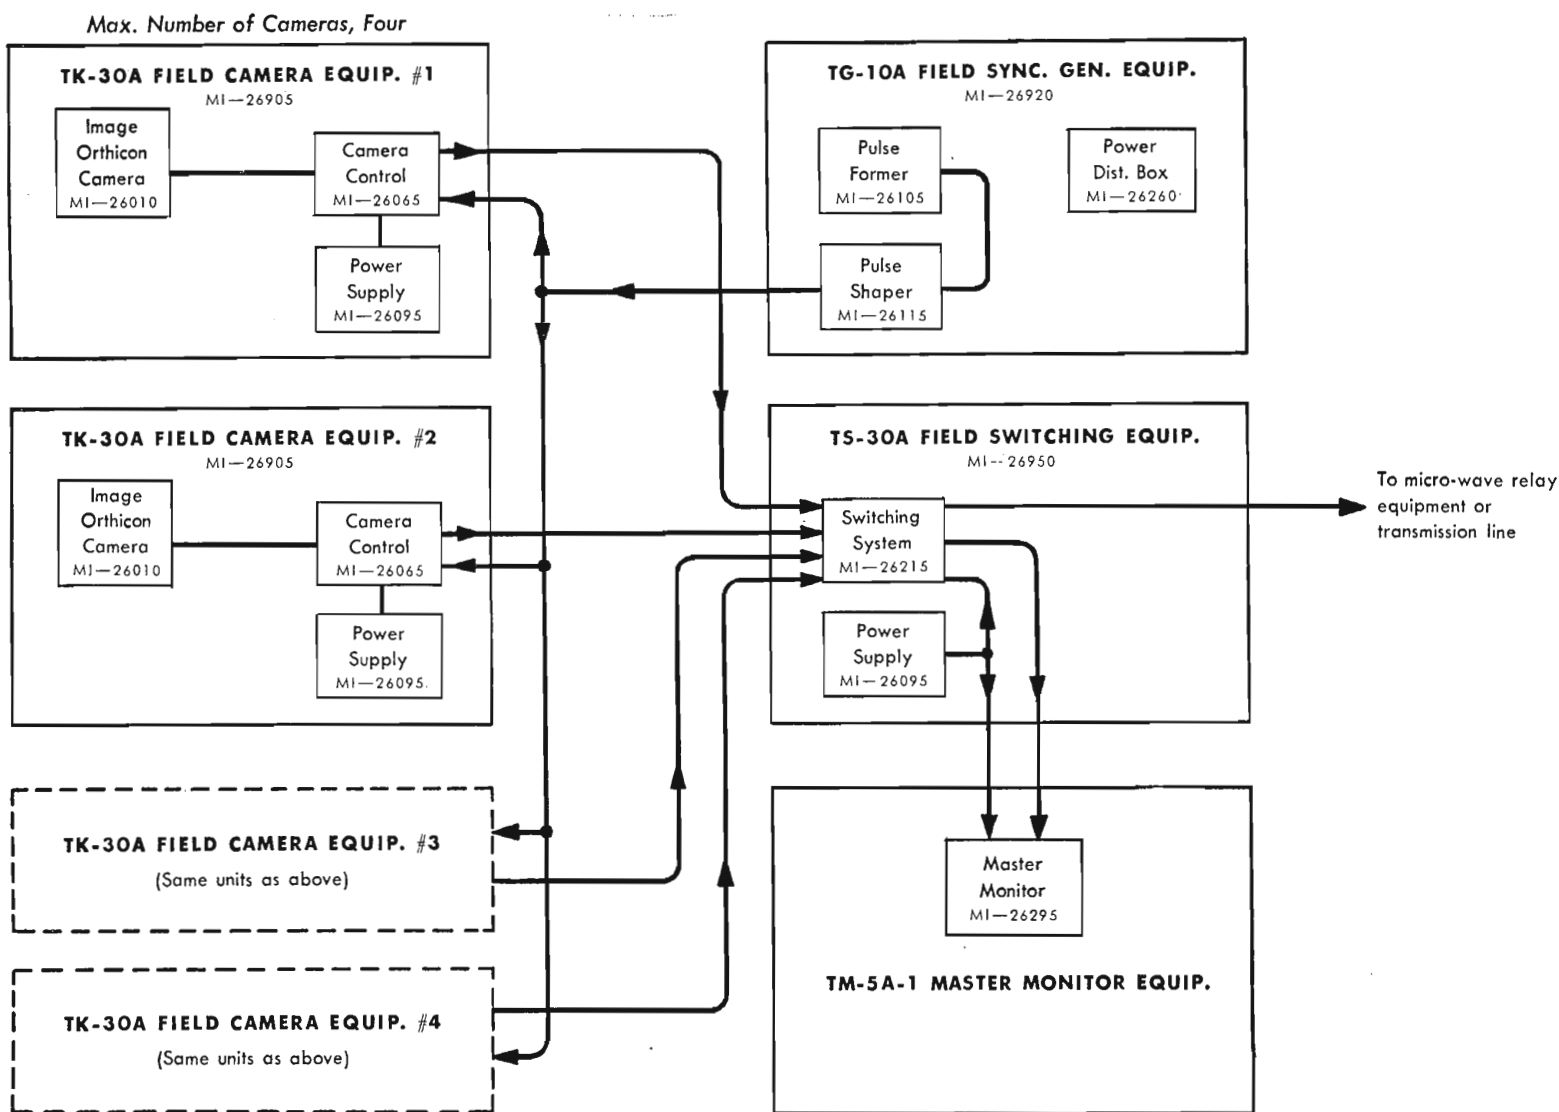 Max. Number of Cameras, Four
TK-30A FIELD CAMERA EQUIP. #1
MI—26905
Image
Orthicon
Camera
MI—26010
Camera
Control
MI—26065
Power
Supply
MI—26095
TG-10A FIELD SYNC. GEN. EQUIP.
MI—26920
Pulse
Former
MI—26105
Power
Dist. Box
MI—26260
Pulse
Shaper
MI—26115
TK-30A FIELD CAMERA EQUIP. #2
MI—26905
Image
Orthicon
Camera
MI—26010
Camera
Control
MI—26065
Power
Supply
MI—26095
TS-30A FIELD SWITCHING EQUIP.
MI—26950
Switching
System
MI—26215
Power
Supply
MI—26095
To micro-wave relay
equipment or
transmission line
TK-30A FIELD CAMERA EQUIP. #3
(Same units as above)
TK-30A FIELD CAMERA EQUIP. #4
(Same units as above)
Master
Monitor
MI—26295
TM-5A-1 MASTER MONITOR EQUIP.